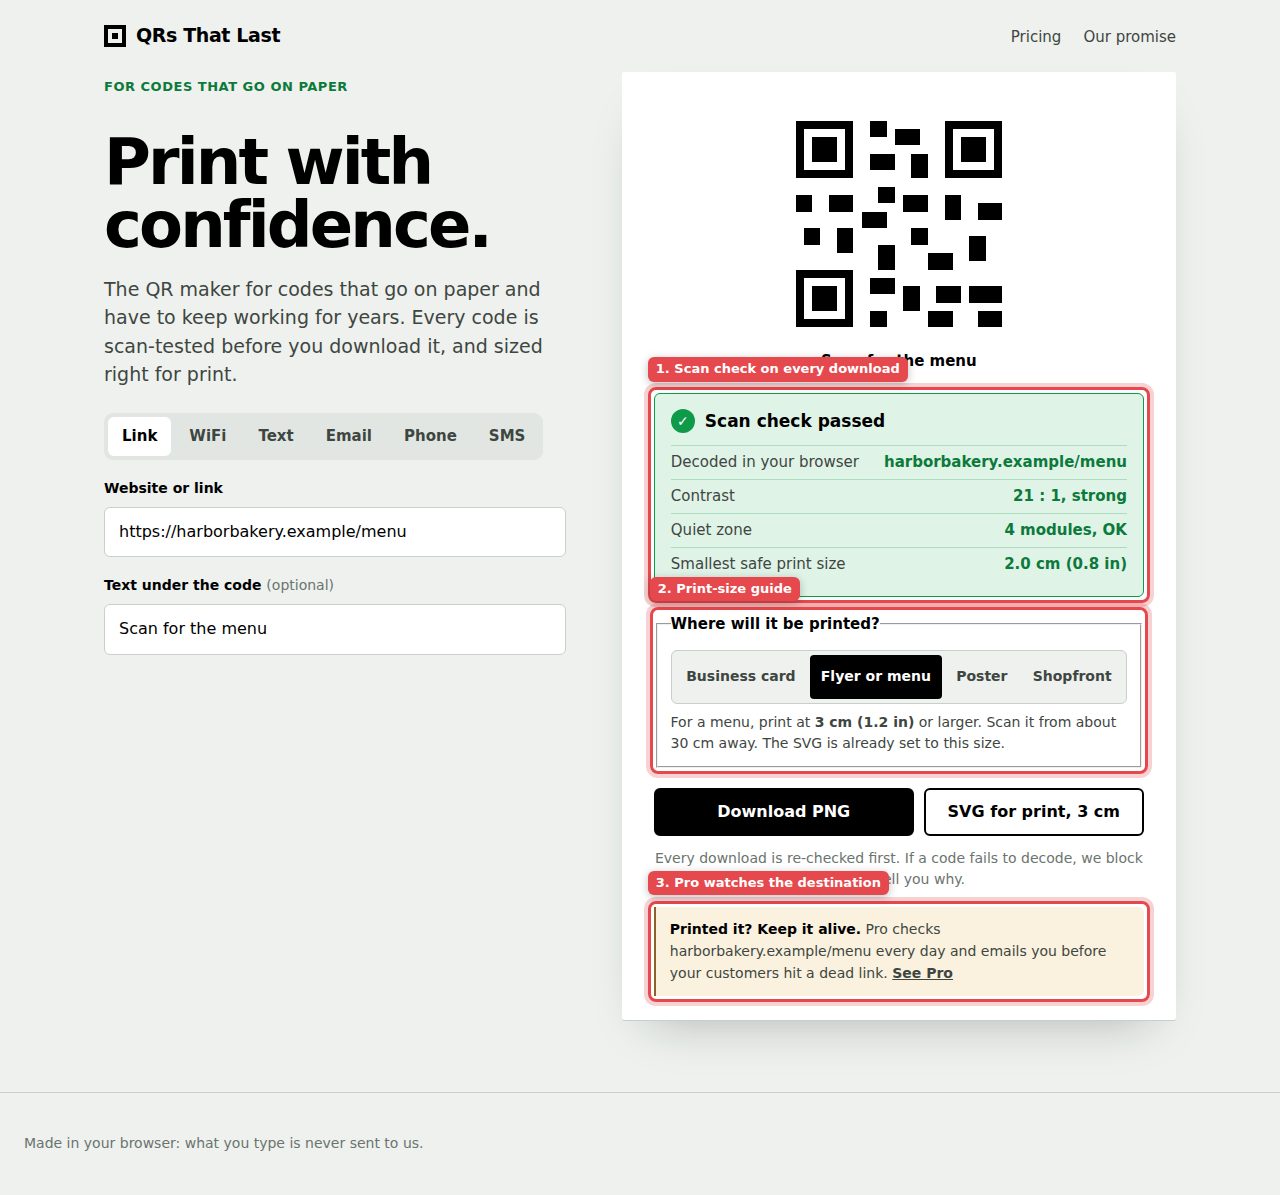 QRs That Last
Pricing
Our promise
FOR CODES THAT GO ON PAPER
Print with
confidence.
The QR maker for codes that go on paper and
have to keep working for years. Every code is
scan-tested before you download it, and sized
right for print.
Link WiFi Text Email Phone SMS
Website or link
https://harborbakery.example/menu
Text under the code (optional)
Scan for the menu
the menu
1. Scan check on every download
Scan check passed
Decoded in your browser harborbakery.example/menu
Contrast 21 : 1, strong
Quiet zone 4 modules, OK
Smallest safe print size 2.0 cm (0.8 in)
2. Print-size guide
Where will it be printed?
Business card Flyer or menu Poster Shopfront
For a menu, print at 3 cm (1.2 in) or larger. Scan it from about
30 cm away. The SVG is already set to this size.
Download PNG SVG for print, 3 cm
Every download is re-checked first. If a code fails to decode, we block
you why.
3. Pro watches the destination
Printed it? Keep it alive. Pro checks
harborbakery.example/menu every day and emails you before
your customers hit a dead link. See Pro
Made in your browser: what you type is never sent to us.